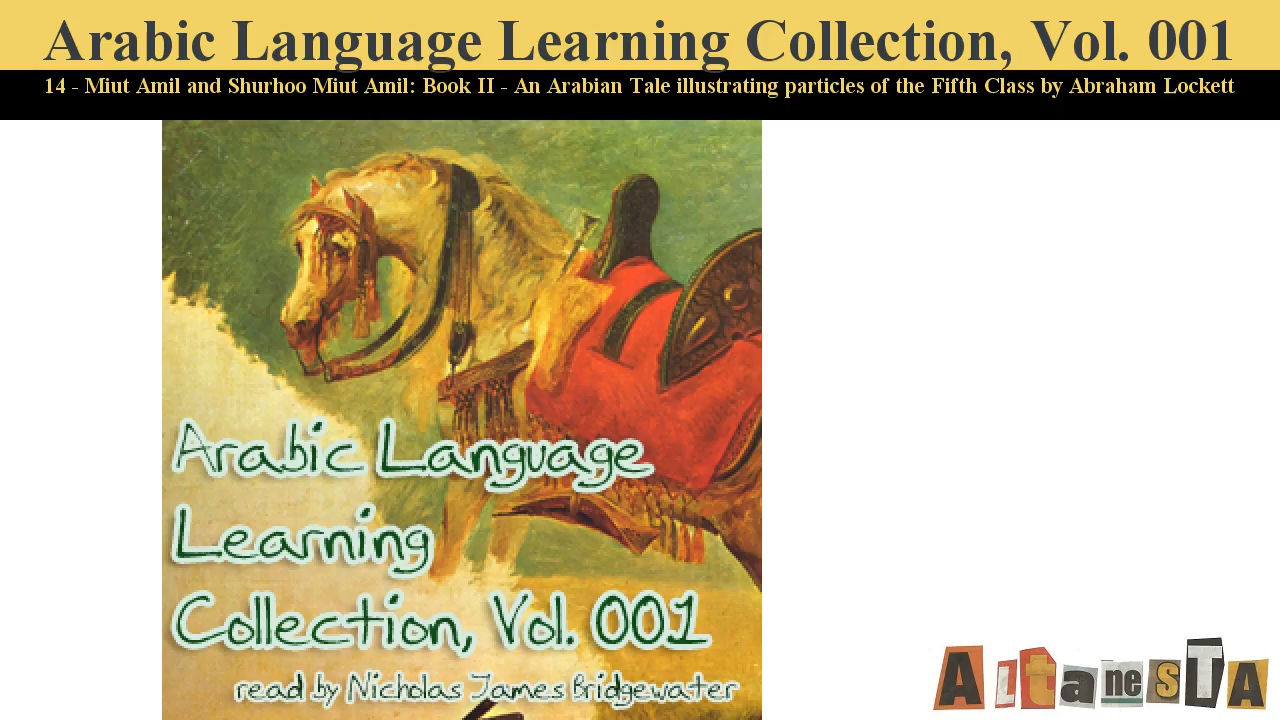 Arabic Language Learning Collection, Vol. 001
14 - Miut Amil and Shurhoo Miut Amil: Book II - An Arabian Tale illustrating particles of the Fifth Class by Abraham Lockett
Arabic Language
Learning
Collection, Vol. 001
read by Nicholas James Bridgewater
AltanesTA